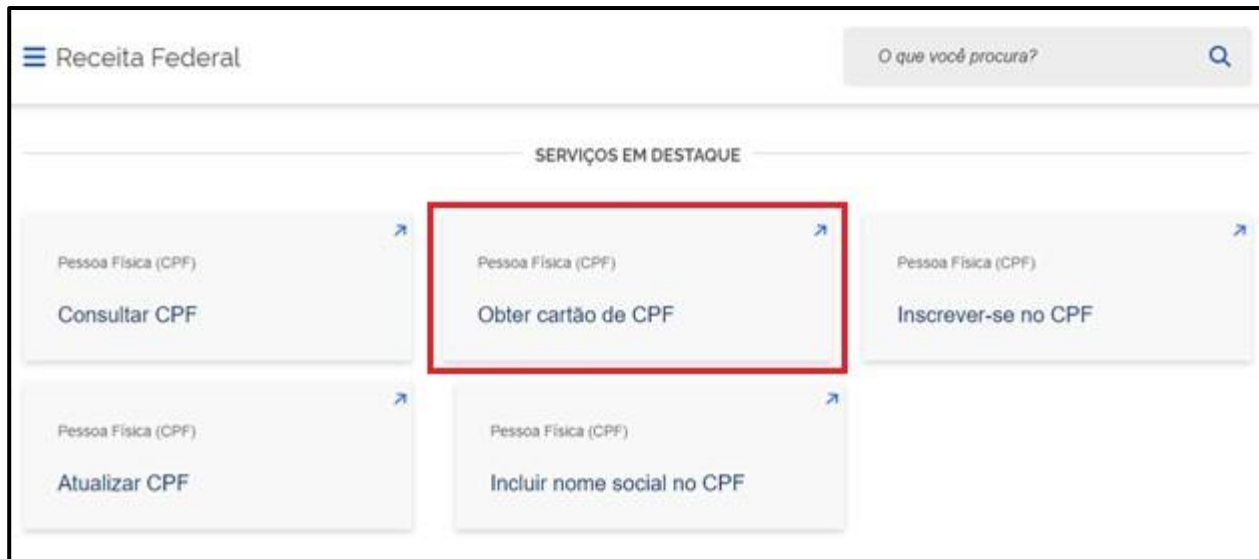 Receita Federal
O que você procura?
SERVIÇOS EM DESTAQUE
Pessoa Física (CPF)
Consultar CPF
Pessoa Física (CPF)
Obter cartão de CPF
Pessoa Física (CPF)
Inscrever-se no CPF
Pessoa Física (CPF)
Atualizar CPF
Pessoa Física (CPF)
Incluir nome social no CPF